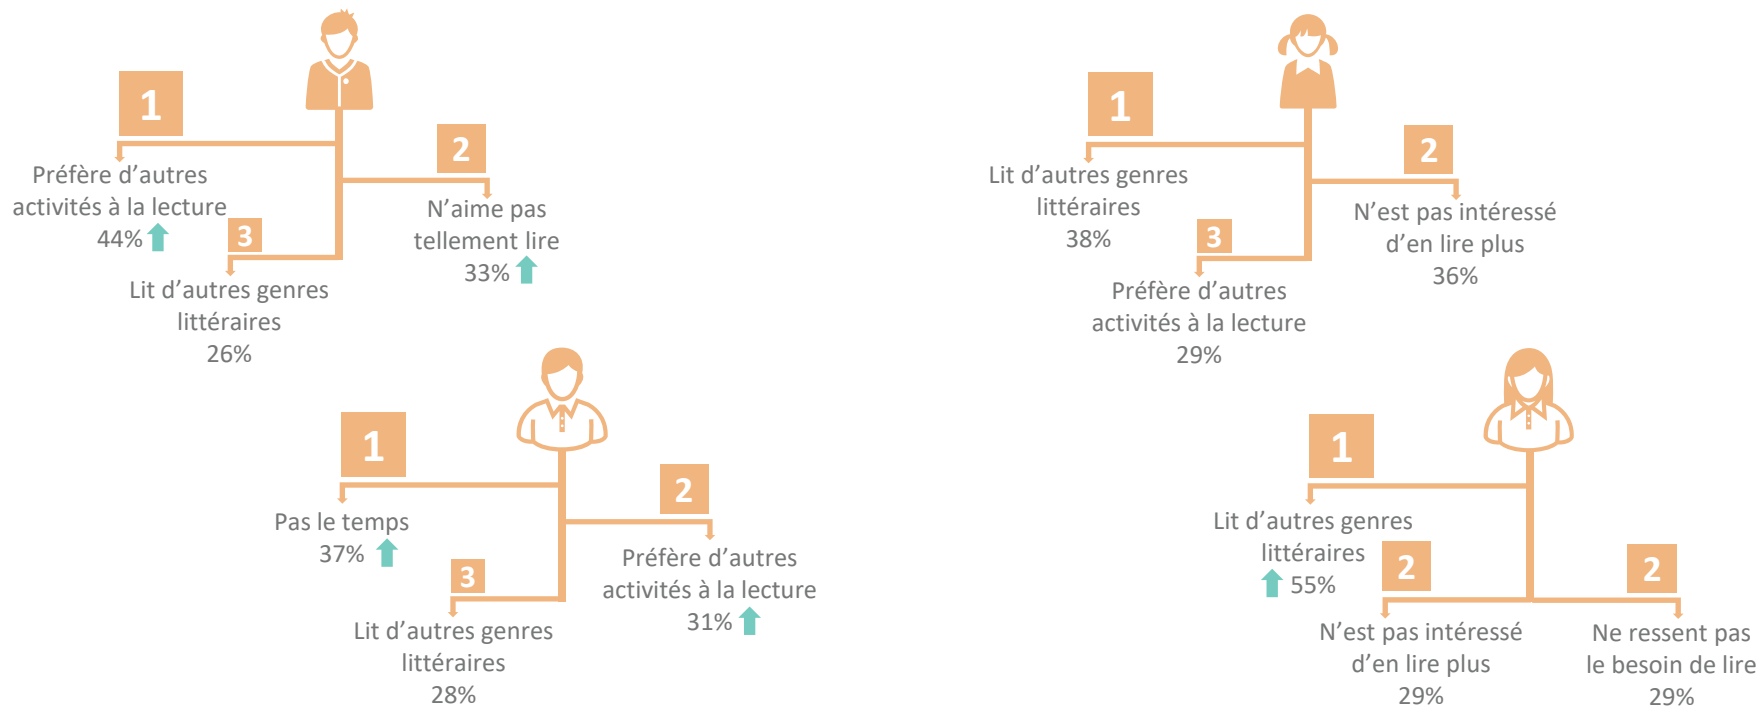 1
Préfère d’autres
activités à la lecture
44%
2
N’aime pas
tellement lire
33%
3
Lit d’autres genres
littéraires
26%
1
Lit d’autres genres
littéraires
38%
2
N’est pas intéressé
d’en lire plus
36%
3
Préfère d’autres
activités à la lecture
29%
1
Pas le temps
37%
2
Préfère d’autres
activités à la lecture
31%
3
Lit d’autres genres
littéraires
28%
1
Lit d’autres genres
littéraires
55%
2
N’est pas intéressé
d’en lire plus
29%
2
Ne ressent pas
le besoin de lire
29%